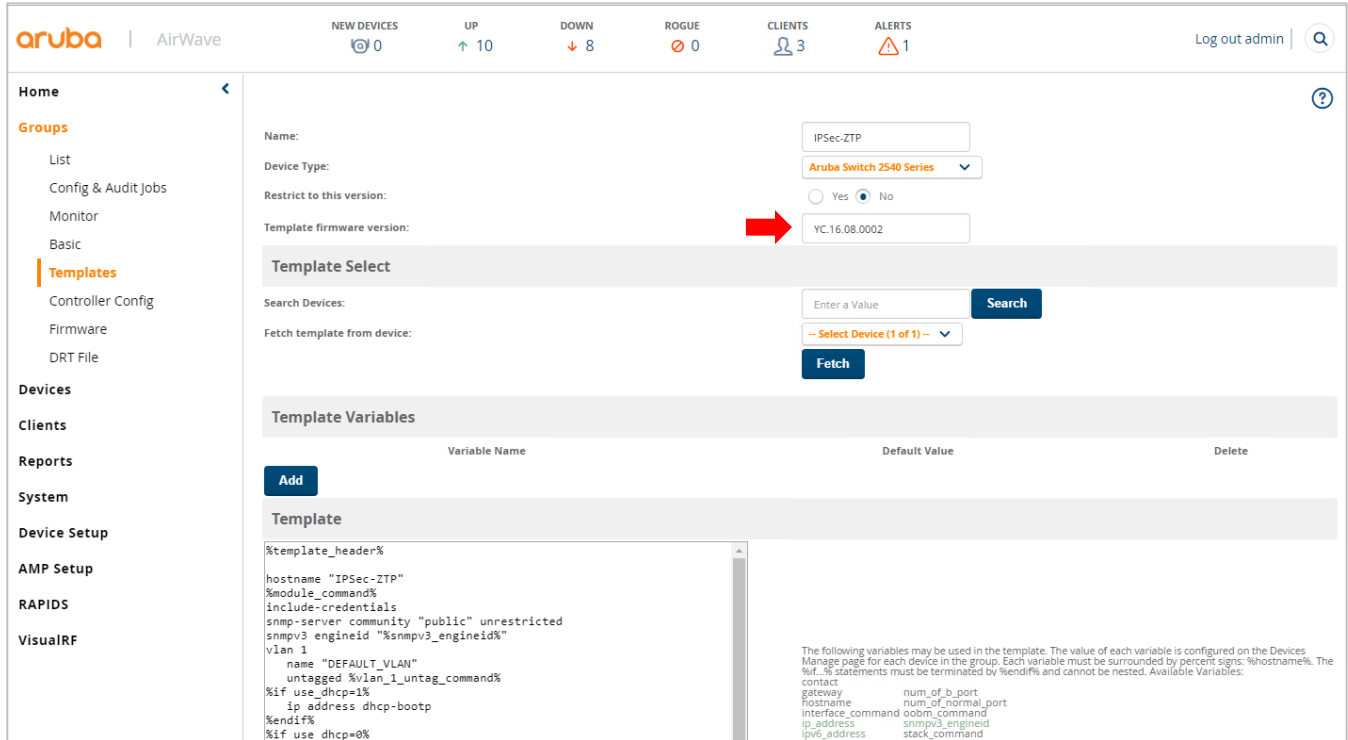 aruba | AirWave
NEW DEVICES
0
UP
10
DOWN
8
ROGUE
0
CLIENTS
3
ALERTS
1
Log out admin
Home
Groups
List
Config & Audit Jobs
Monitor
Basic
Templates
Controller Config
Firmware
DRT File
Devices
Clients
Reports
System
Device Setup
AMP Setup
RAPIDS
VisualRF
Name: IPSec-ZTP
Device Type: Aruba Switch 2540 Series
Restrict to this version: Yes No
Template firmware version: YC.16.08.0002
Template Select
Search Devices: Enter a Value Search
Fetch template from device: -- Select Device (1 of 1) --
Fetch
Template Variables
Variable Name Default Value Delete
Add
Template
%template_header%
hostname "IPSec-ZTP"
%module_command%
include-credentials
snmp-server community "public" unrestricted
snmpv3 engineid "%snmpv3_engineid%"
vlan 1
name "DEFAULT_VLAN"
untagged %vlan_1_untag_command%
%if use_dhcp=1%
ip address dhcp-bootp
%endif%
%if use_dhcp=0%
The following variables may be used in the template. The value of each variable is configured on the Devices
Manage page for each device in the group. Each variable must be surrounded by percent signs: %hostname%. The
%if...% statements must be terminated by %endif% and cannot be nested. Available Variables:
contact
gateway num_of_b_port
hostname num_of_normal_port
interface_command oobm_command
ip_address snmpv3_engineid
ipv6_address stack_command